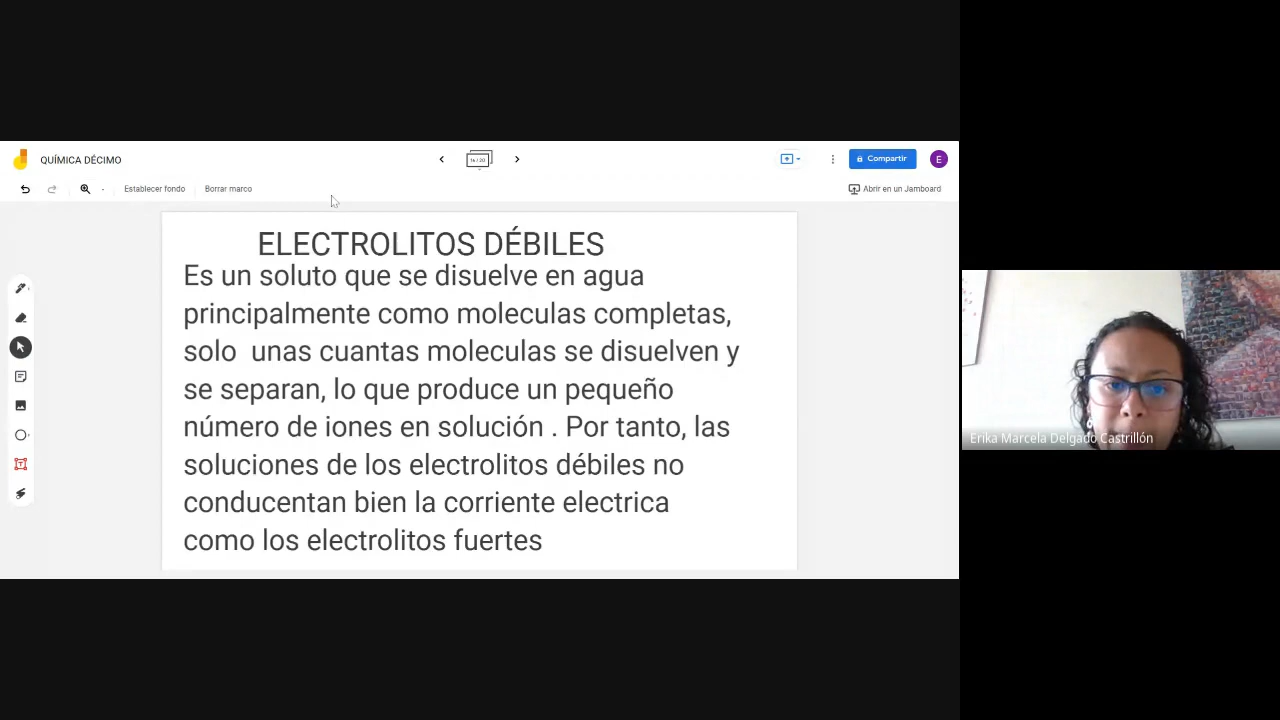 QUÍMICA DÉCIMO
Compartir
E
Establecer fondo
Borrar marco
Abrir en un Jamboard
ELECTROLITOS DÉBILES
Es un soluto que se disuelve en agua
principalmente como moleculas completas,
solo unas cuantas moleculas se disuelven y
se separan, lo que produce un pequeño
número de iones en solución . Por tanto, las
soluciones de los electrolitos débiles no
conducentan bien la corriente electrica
como los electrolitos fuertes
Erika Marcela Delgado Castrillón